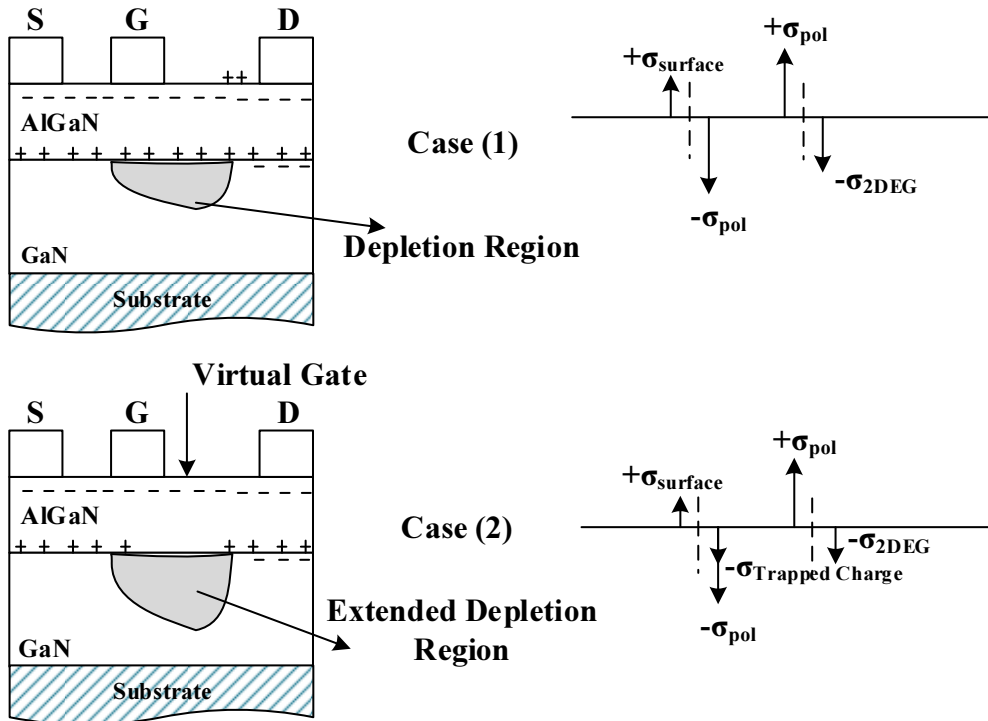 S G D
++
− − − − − − − − − − − −
AlGaN
+ + + + + + + + + + + +
− − −
GaN
Substrate
Depletion Region
Case (1)
+σsurface
+σpol
-σpol
-σ2DEG
Virtual Gate
S G D
− − − − − − − − − − − −
AlGaN
+ + + + + + + + +
− − −
GaN
Substrate
Extended Depletion
Region
Case (2)
+σsurface
+σpol
-σ2DEG
-σTrapped Charge
-σpol